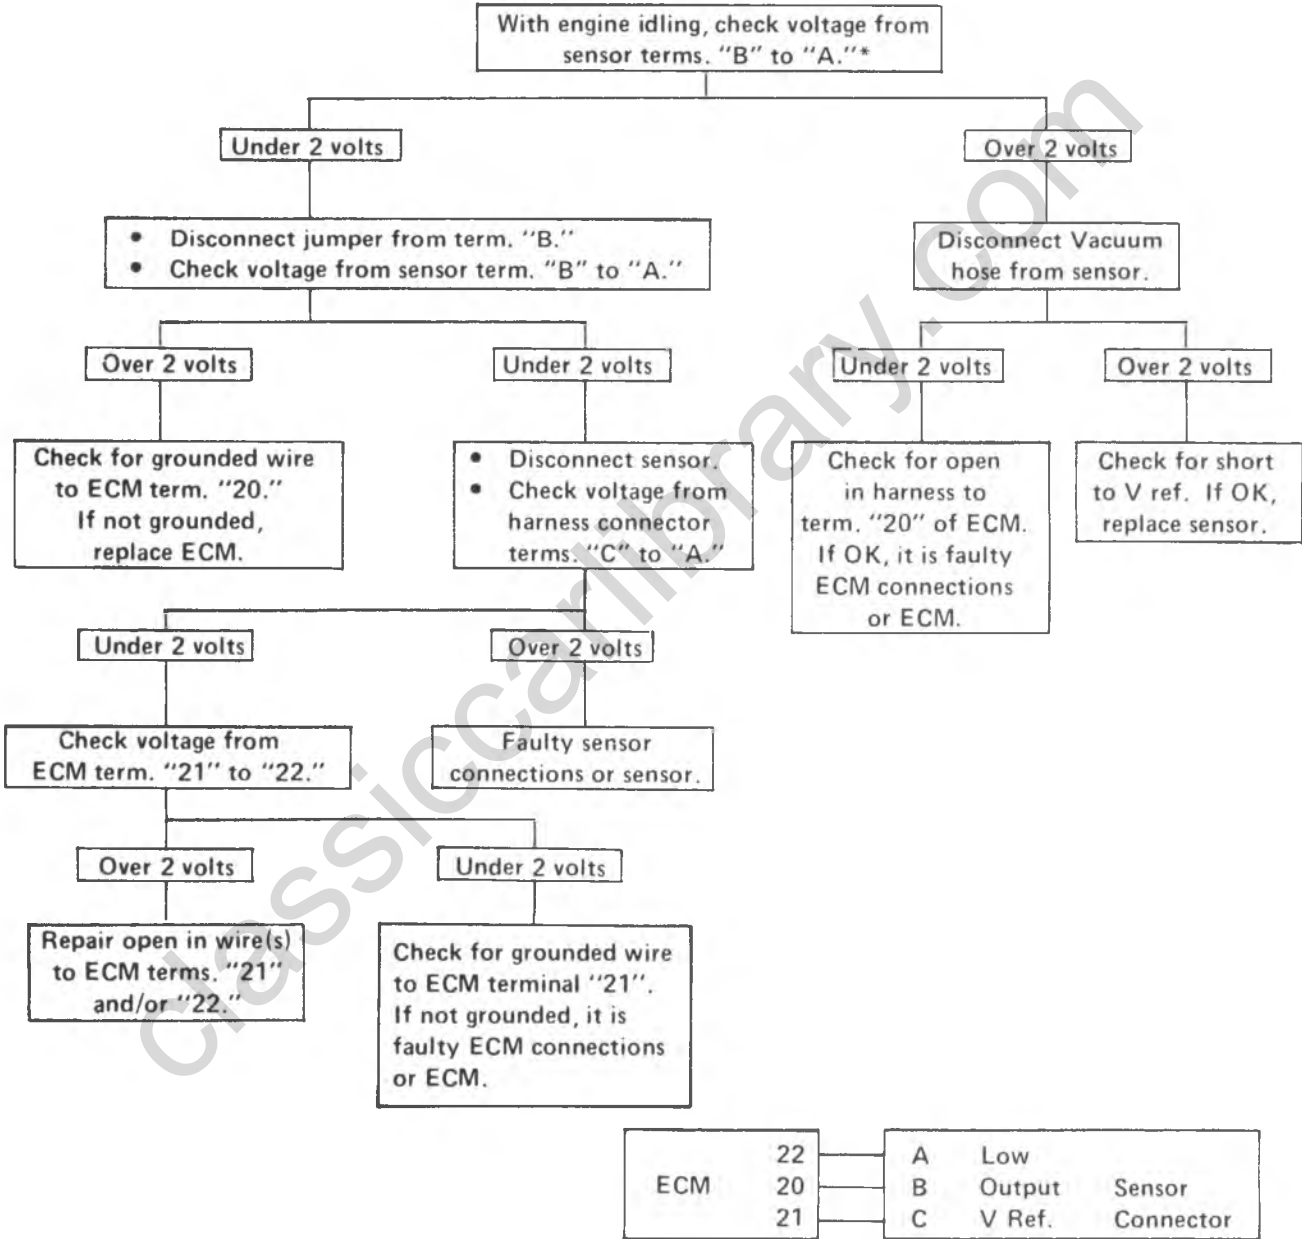 With engine idling, check voltage from
sensor terms. "B" to "A."*
Under 2 volts
Over 2 volts
• Disconnect jumper from term. "B."
• Check voltage from sensor term. "B" to "A."
Disconnect Vacuum
hose from sensor.
Over 2 volts
Under 2 volts
Under 2 volts
Over 2 volts
Check for grounded wire
to ECM term. "20."
If not grounded,
replace ECM.
• Disconnect sensor.
• Check voltage from
harness connector
terms. "C" to "A."
Check for open
in harness to
term. "20" of ECM.
If OK, it is faulty
ECM connections
or ECM.
Check for short
to V ref. If OK,
replace sensor.
Under 2 volts
Over 2 volts
Check voltage from
ECM term. "21" to "22."
Faulty sensor
connections or sensor.
Over 2 volts
Under 2 volts
Repair open in wire(s)
to ECM terms. "21"
and/or "22."
Check for grounded wire
to ECM terminal "21".
If not grounded, it is
faulty ECM connections
or ECM.
22 A Low
ECM 20 B Output Sensor
21 C V Ref. Connector
classiccarlibrary.com